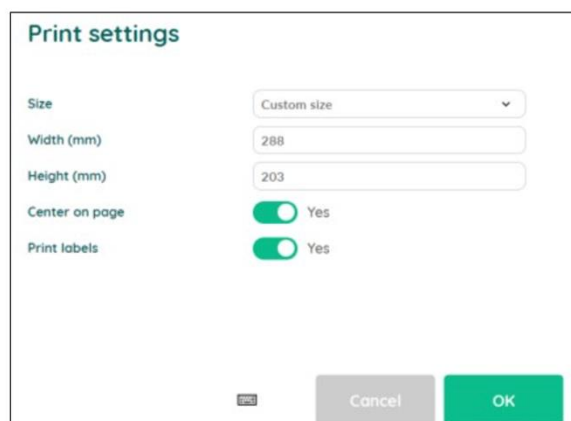 Print settings
Size Custom size
Width (mm) 288
Height (mm) 203
Center on page Yes
Print labels Yes
Cancel OK